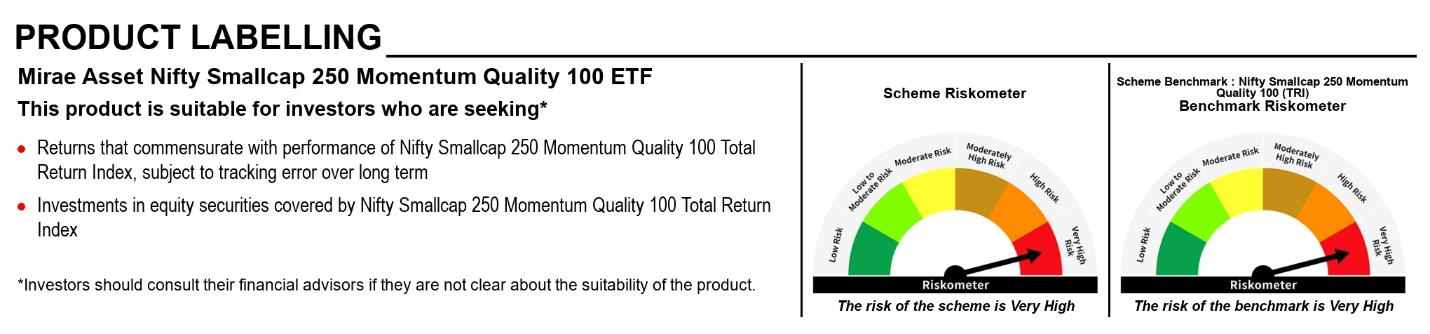 PRODUCT LABELLING
Mirae Asset Nifty Smallcap 250 Momentum Quality 100 ETF
This product is suitable for investors who are seeking*
Returns that commensurate with performance of Nifty Smallcap 250 Momentum Quality 100 Total
Return Index, subject to tracking error over long term
Investments in equity securities covered by Nifty Smallcap 250 Momentum Quality 100 Total Return
Index
*Investors should consult their financial advisors if they are not clear about the suitability of the product.
Scheme Riskometer
Low Risk
Low to
Moderate Risk
Moderate Risk
Moderately
High Risk
High Risk
Very High
Risk
Riskometer
The risk of the scheme is Very High
Scheme Benchmark : Nifty Smallcap 250 Momentum
Quality 100 (TRI)
Benchmark Riskometer
Low Risk
Low to
Moderate Risk
Moderate Risk
Moderately
High Risk
High Risk
Very High
Risk
Riskometer
The risk of the benchmark is Very High